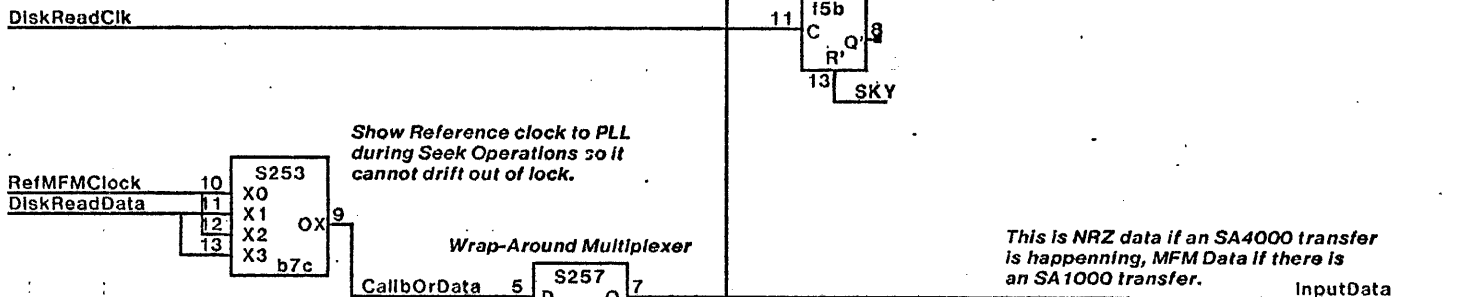 DiskReadClk
11
f5b
C
Q'
8
R'
13
SKY
Show Reference clock to PLL
during Seek Operations so it
cannot drift out of lock.
S253
RefMFMClock 10 X0
DiskReadData 11 X1
12 X2
13 X3
OX 9
b7c
Wrap-Around Multiplexer
This is NRZ data if an SA4000 transfer
is happenning, MFM Data if there is
an SA1000 transfer.
CalibOrData 5
S257
7
InputData